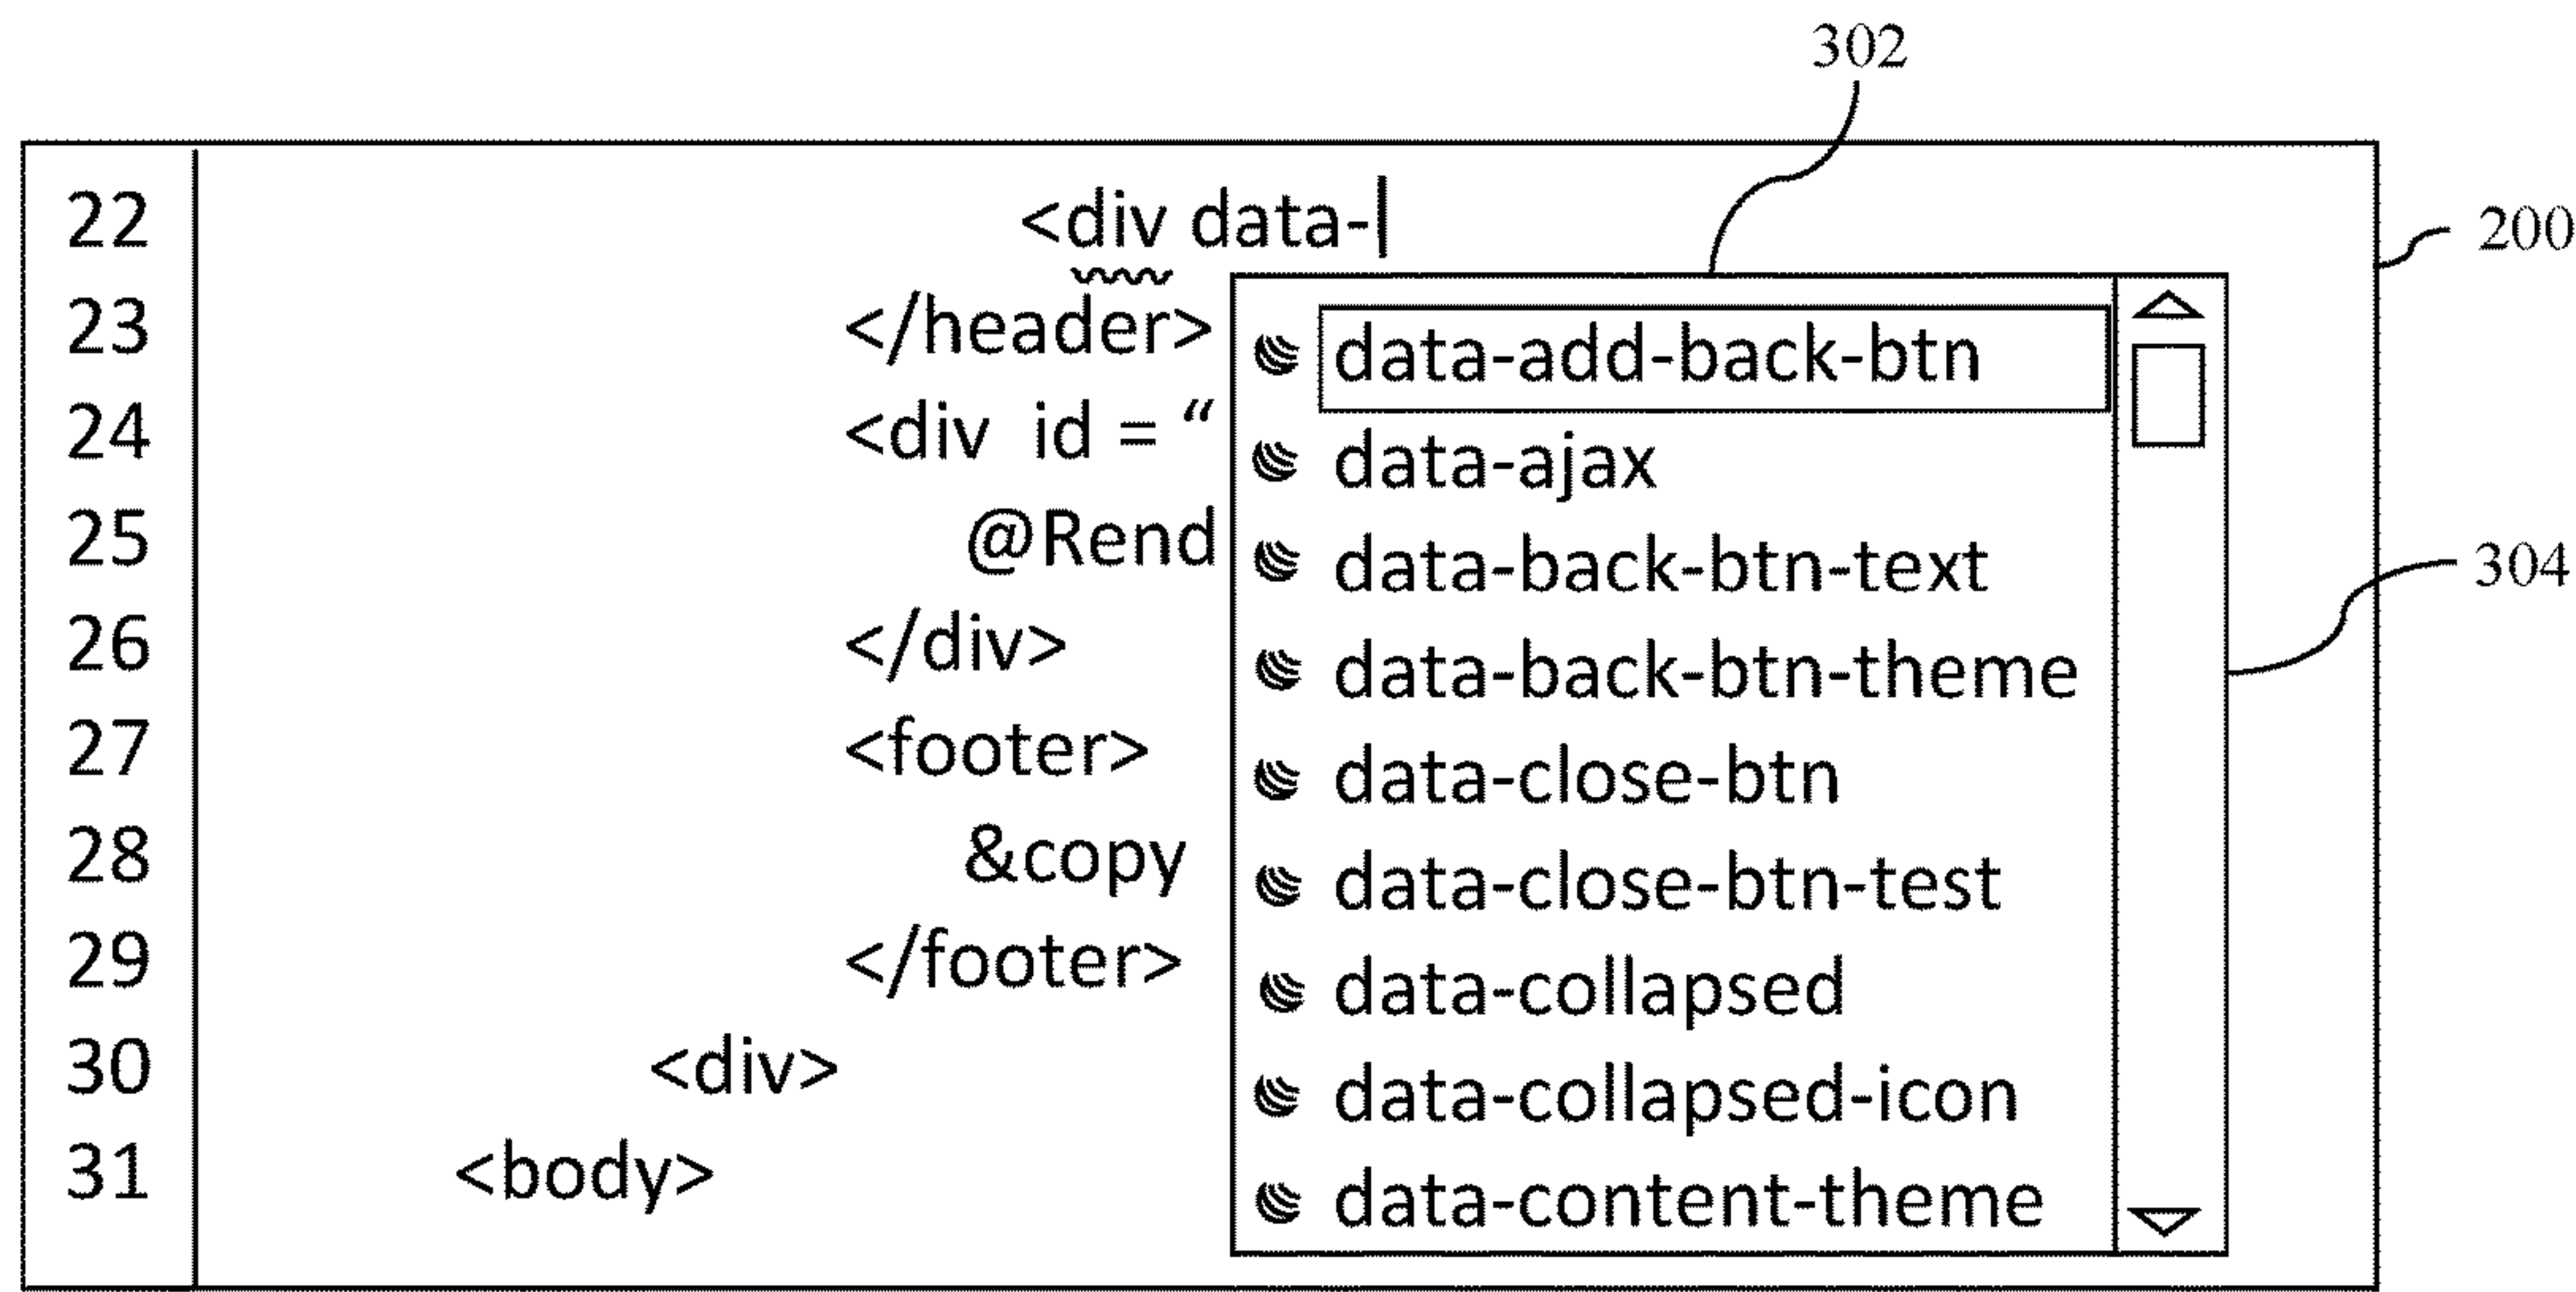 302
200
22 <div data-
23 </header>
24 <div id = “
25 @Rend
26 </div>
27 <footer>
28 &copy
29 </footer>
30 <div>
31 <body>
data-add-back-btn
data-ajax
data-back-btn-text
data-back-btn-theme
data-close-btn
data-close-btn-test
data-collapsed
data-collapsed-icon
data-content-theme
304